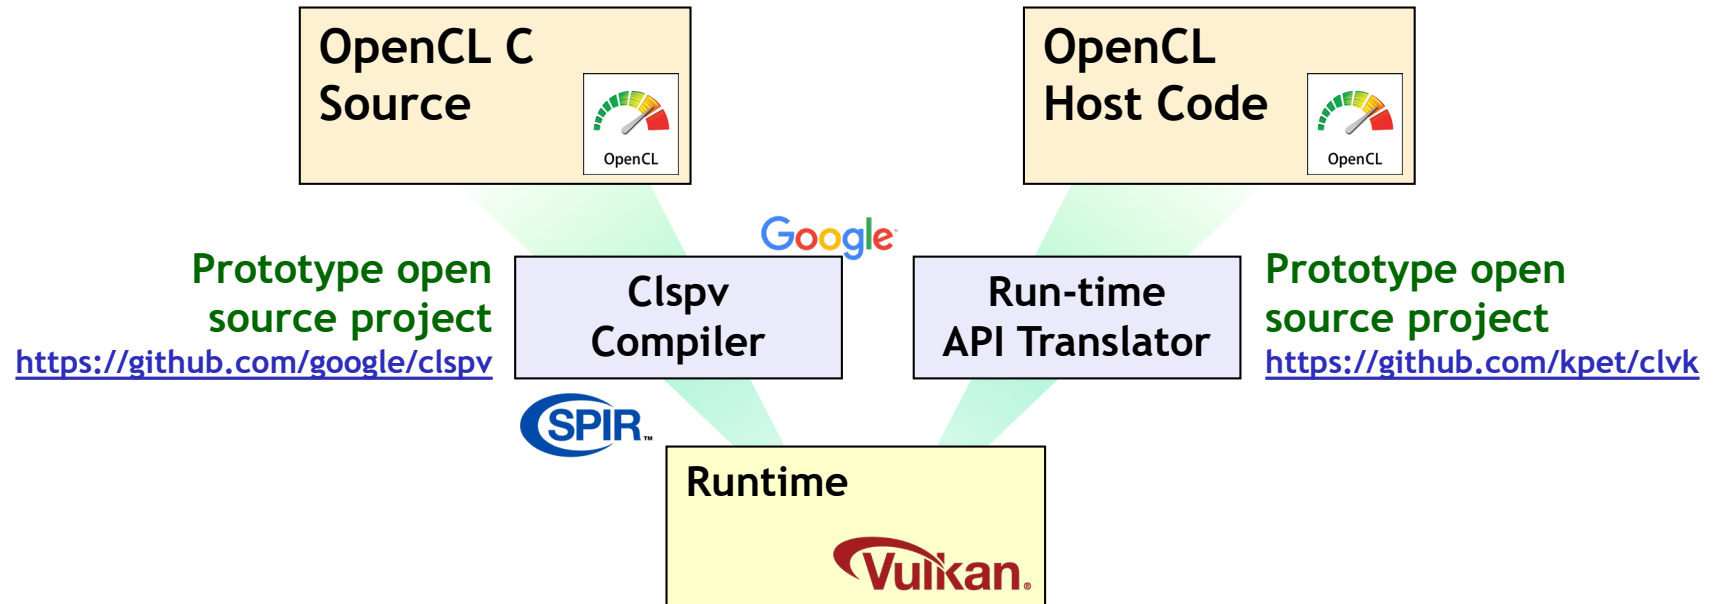 OpenCL C
Source
OpenCL
OpenCL
Host Code
OpenCL
Google
Prototype open
source project
https://github.com/google/clspv
Clspv
Compiler
Run-time
API Translator
Prototype open
source project
https://github.com/kpet/clvk
SPIR™
Runtime
Vulkan®